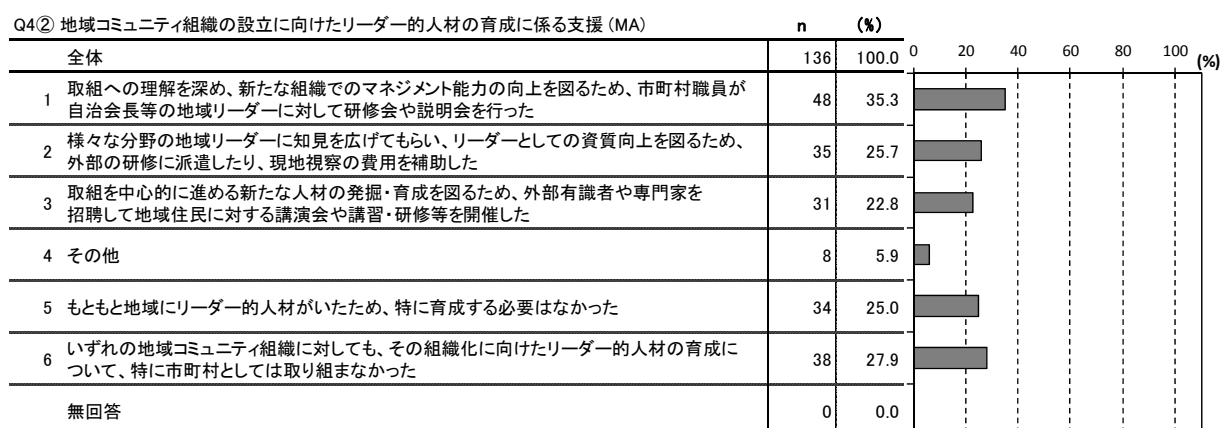 Q4② 地域コミュニティ組織の設立に向けたリーダー的人材の育成に係る支援(MA) n (%)
全体 136 100.0 0 20 40 60 80 100 (%)
1 取組への理解を深め、新たな組織でのマネジメント能力の向上を図るため、市町村職員が
自治会長等の地域リーダーに対して研修会や説明会を行った 48 35.3
2 様々な分野の地域リーダーに知見を広げてもらい、リーダーとしての資質向上を図るため、
外部の研修に派遣したり、現地視察の費用を補助した 35 25.7
3 取組を中心的に進める新たな人材の発掘・育成を図るため、外部有識者や専門家を
招聘して地域住民に対する講演会や講習・研修等を開催した 31 22.8
4 その他 8 5.9
5 もともと地域にリーダー的人材がいたため、特に育成する必要はなかった 34 25.0
6 いずれの地域コミュニティ組織に対しても、その組織化に向けたリーダー的人材の育成に
ついて、特に市町村としては取り組まなかった 38 27.9
無回答 0 0.0